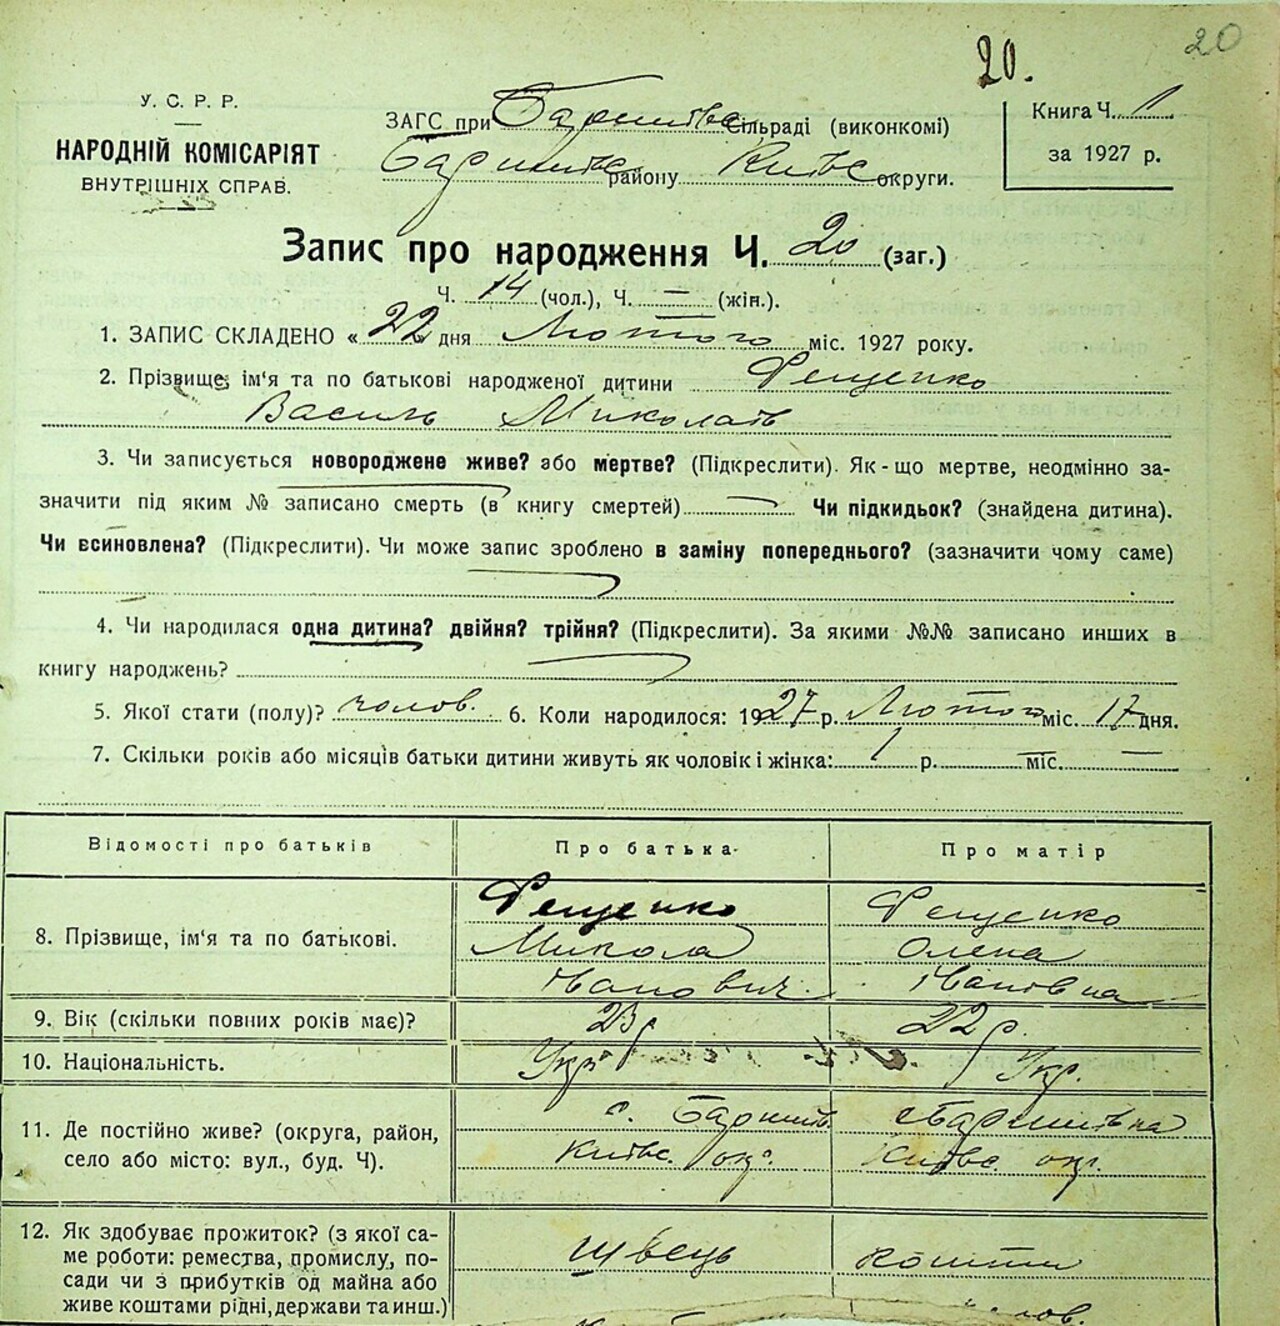 20
20.
У. С. Р. Р.
НАРОДНІЙ КОМІСАРІЯТ
ВНУТРІШНІХ СПРАВ.
ЗАГС при Баришівс Сільраді (виконкомі)
Баришівс району Київс округи.
Книга Ч. 1
за 1927 р.
Запис про народження Ч. 20 (заг.)
Ч. 14 (чол.), Ч. — (жін.).
1. ЗАПИС СКЛАДЕНО « 22 дня Лютого міс. 1927 року.
2. Прізвище, ім'я та по батькові народженої дитини Фещенко
Василь Миколаїв
3. Чи записується новороджене живе? або мертве? (Підкреслити). Як-що мертве, неодмінно за-
значити під яким № записано смерть (в книгу смертей) — Чи підкидьок? (знайдена дитина).
Чи всиновлена? (Підкреслити). Чи може запис зроблено в заміну попереднього? (зазначити чому саме)
4. Чи народилася одна дитина? двійня? трійня? (Підкреслити). За якими №№ записано инших в
книгу народжень?
5. Якої стати (полу)? чолов. 6. Коли народилося: 1927 р. Лютого міс. 17 дня.
7. Скільки років або місяців батьки дитини живуть як чоловік і жінка: 1 р. — міс. —
Відомості про батьків Про батька Про матір
8. Прізвище, ім'я та по батькові. Фещенко Микола Іванович Фещенко Олена Іванівна
9. Вік (скільки повних років має)? 23 р 22 р.
10. Національність. Укр Укр.
11. Де постійно живе? (округа, район,
село або місто: вул., буд. Ч).
с. Баришів. Київс. окр. Баришівка Київс. окр.
12. Як здобуває прожиток? (з якої са-
ме роботи: ремества, промислу, по-
сади чи з прибутків од майна або
живе коштами рідні, держави та инш.)
швець кошти